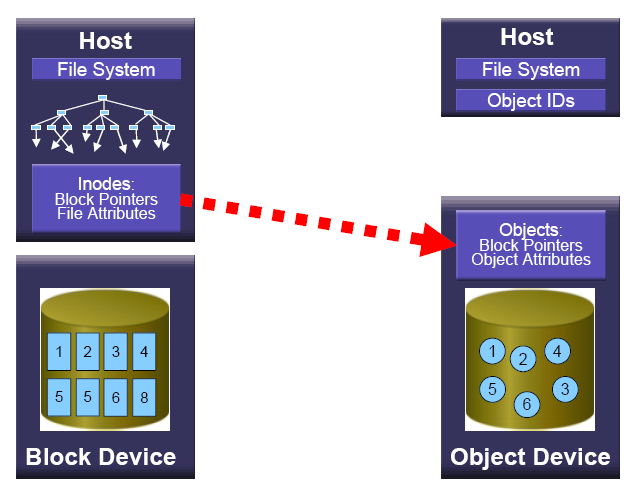 Host
File System
Inodes:
Block Pointers
File Attributes
1 2 3 4
5 5 6 8
Block Device
Host
File System
Object IDs
Objects:
Block Pointers
Object Attributes
1 2 4
5 6 3
Object Device